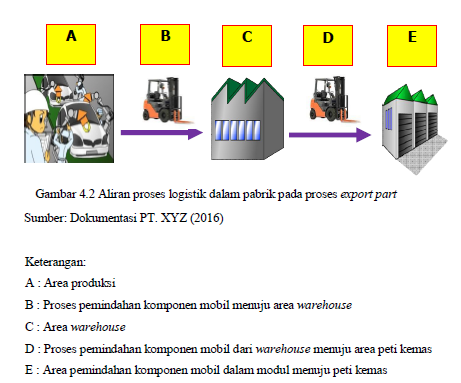 A B C D E
Gambar 4.2 Aliran proses logistik dalam pabrik pada proses export part
Sumber: Dokumentasi PT. XYZ (2016)
Keterangan:
A : Area produksi
B : Proses pemindahan komponen mobil menuju area warehouse
C : Area warehouse
D : Proses pemindahan komponen mobil dari warehouse menuju area peti kemas
E : Area pemindahan komponen mobil dalam modul menuju peti kemas